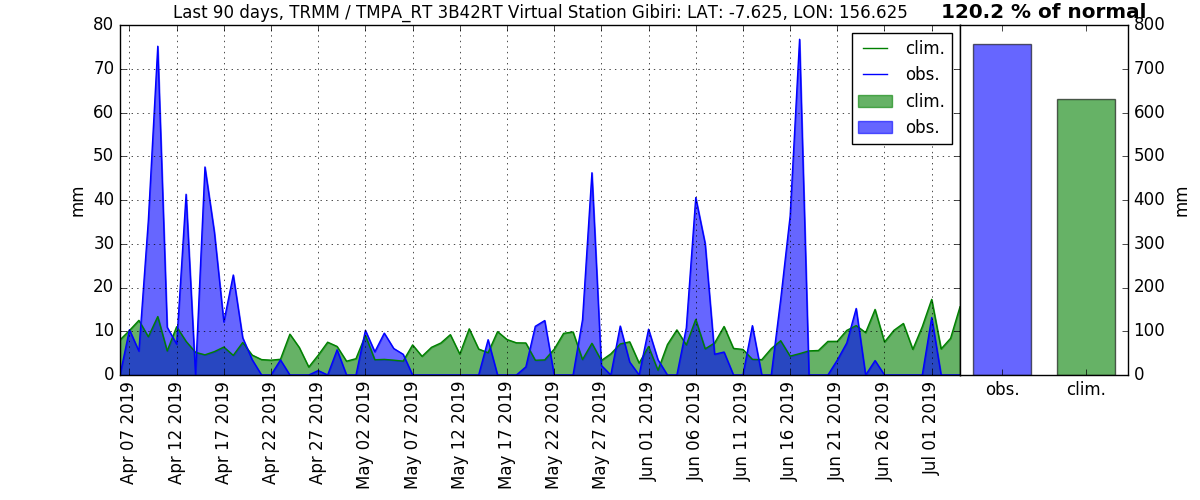 Last 90 days, TRMM / TMPA_RT 3B42RT Virtual Station Gibiri: LAT: -7.625, LON: 156.625
120.2 % of normal
80
70
60
50
40
30
20
10
0
mm
clim.
obs.
clim.
obs.
800
700
600
500
400
300
200
100
0
mm
obs.
clim.
Apr 07 2019
Apr 12 2019
Apr 17 2019
Apr 22 2019
Apr 27 2019
May 02 2019
May 07 2019
May 12 2019
May 17 2019
May 22 2019
May 27 2019
Jun 01 2019
Jun 06 2019
Jun 11 2019
Jun 16 2019
Jun 21 2019
Jun 26 2019
Jul 01 2019